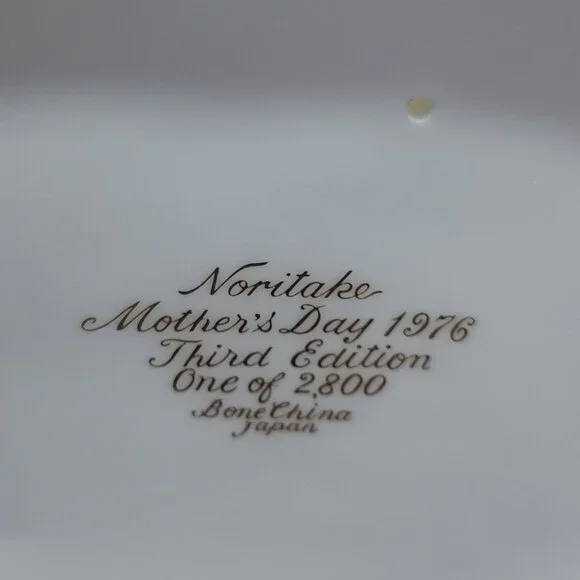 Noritake
Mother's Day 1976
Third Edition
One of 2,800
Bone China
Japan